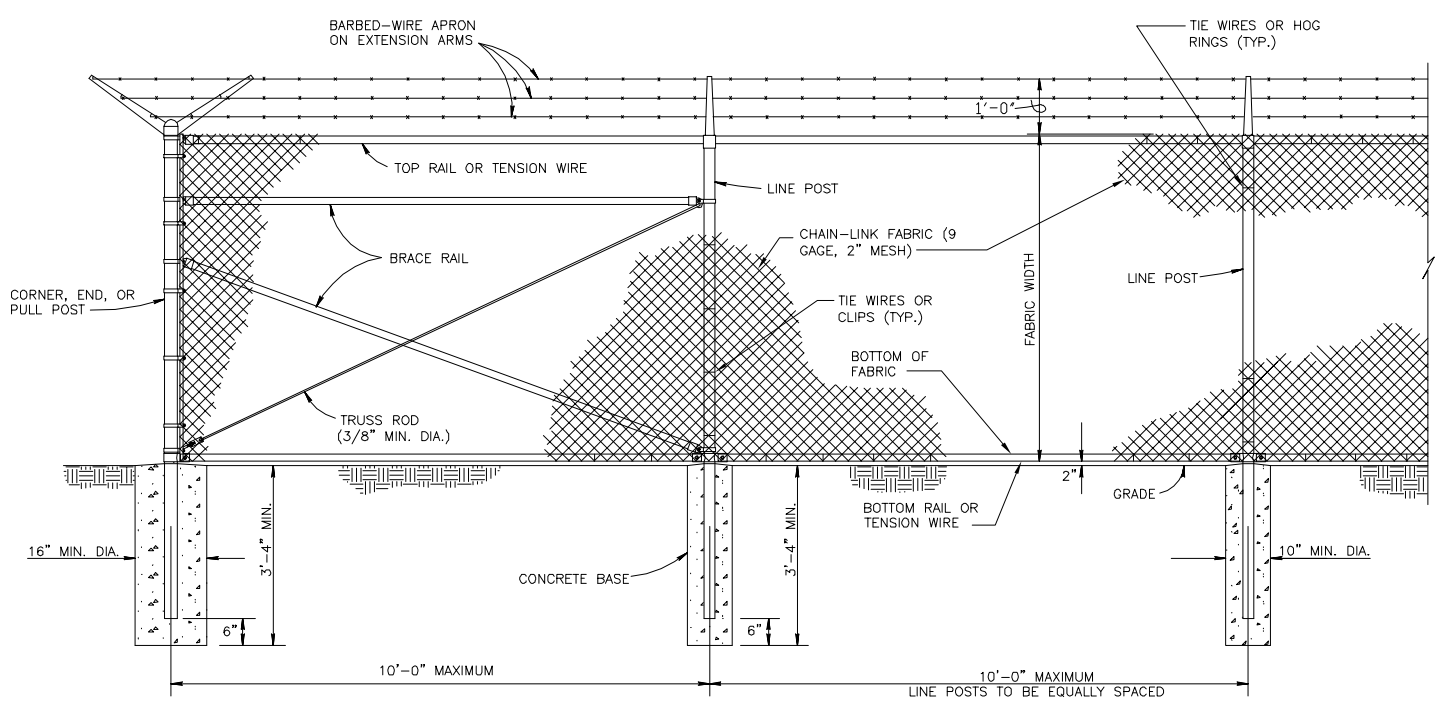 BARBED-WIRE APRON
ON EXTENSION ARMS
TIE WIRES OR HOG
RINGS (TYP.)
1'-0"
TOP RAIL OR TENSION WIRE
LINE POST
CHAIN-LINK FABRIC (9
GAGE, 2" MESH)
BRACE RAIL
FABRIC WIDTH
LINE POST
CORNER, END, OR
PULL POST
TIE WIRES OR
CLIPS (TYP.)
BOTTOM OF
FABRIC
TRUSS ROD
(3/8" MIN. DIA.)
2"
GRADE
BOTTOM RAIL OR
TENSION WIRE
16" MIN. DIA.
3'-4" MIN.
CONCRETE BASE
3'-4" MIN.
10" MIN. DIA.
6"
6"
10'-0" MAXIMUM
10'-0" MAXIMUM
LINE POSTS TO BE EQUALLY SPACED